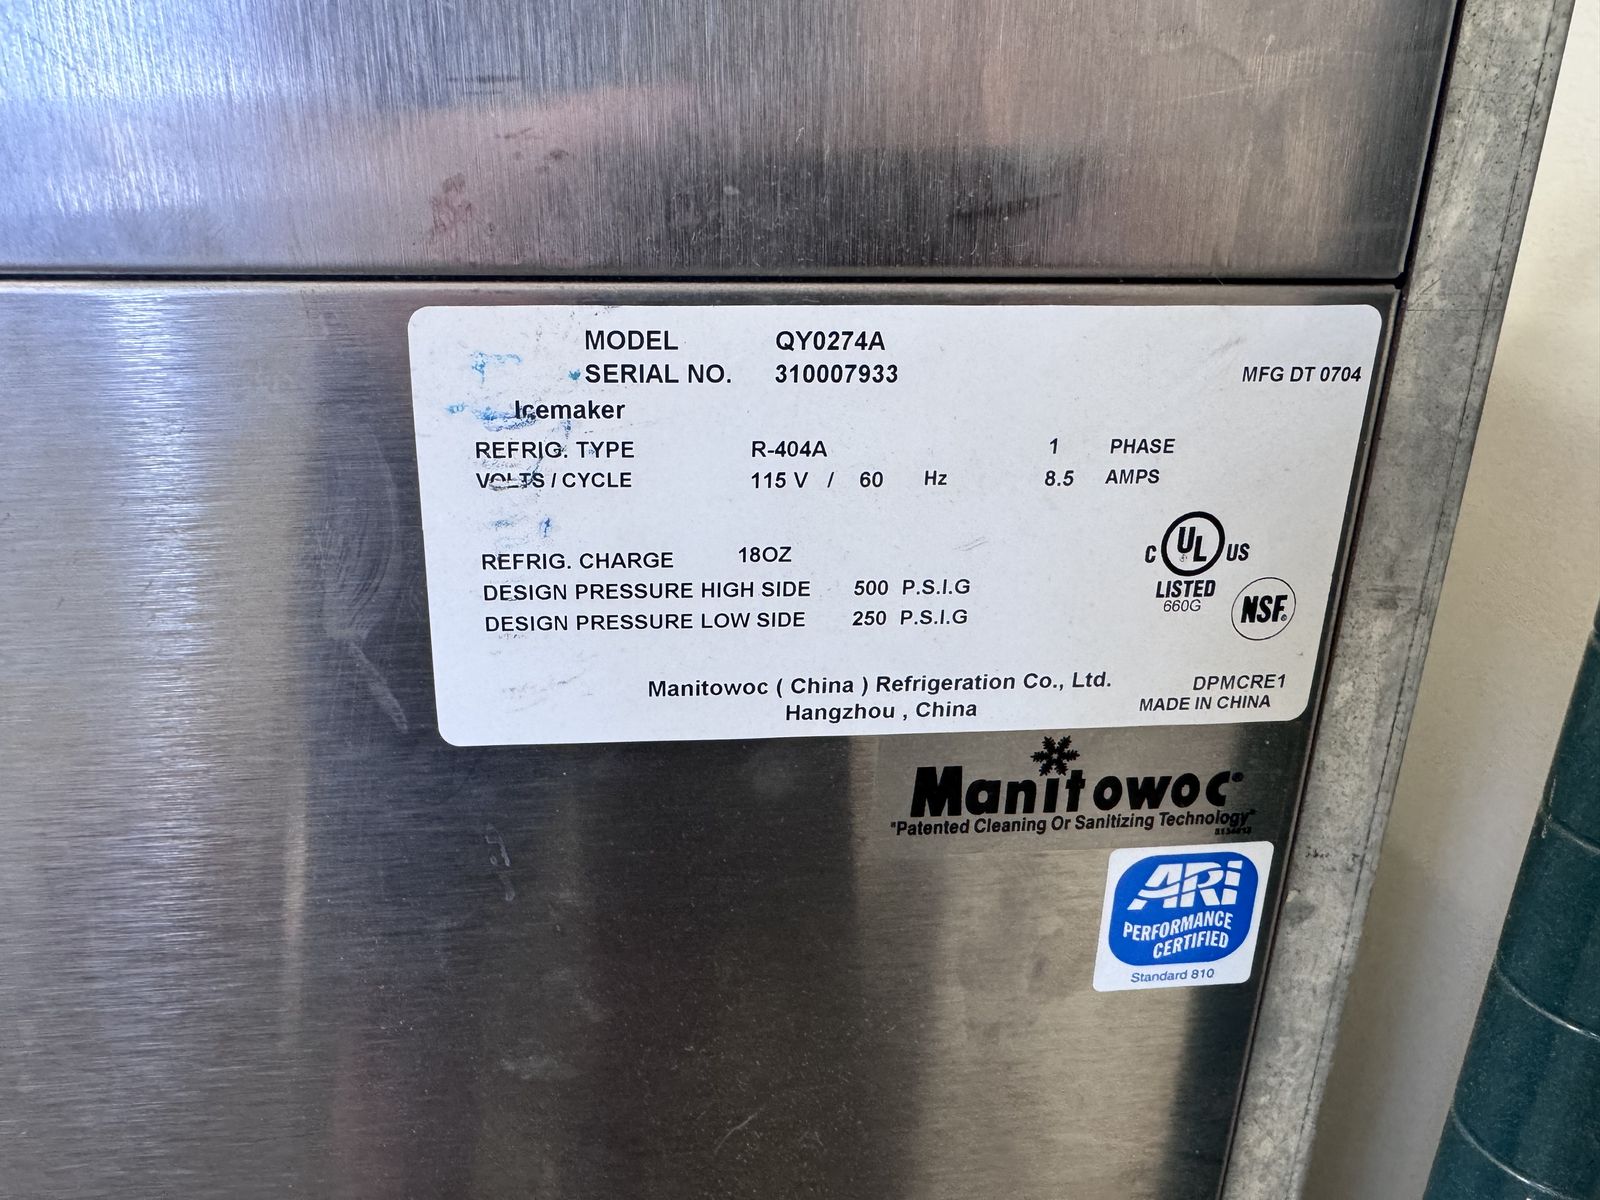 MODEL QY0274A
SERIAL NO. 310007933 MFG DT 0704
Icemaker
REFRIG. TYPE R-404A 1 PHASE
VOLTS / CYCLE 115 V / 60 Hz 8.5 AMPS
C UL US
LISTED
660G
NSF®
REFRIG. CHARGE 18OZ
DESIGN PRESSURE HIGH SIDE 500 P.S.I.G
DESIGN PRESSURE LOW SIDE 250 P.S.I.G
Manitowoc ( China ) Refrigeration Co., Ltd.
Hangzhou , China
DPMCRE1
MADE IN CHINA
Manitowoc®
"Patented Cleaning Or Sanitizing Technology"
ARi
PERFORMANCE
CERTIFIED
Standard 810